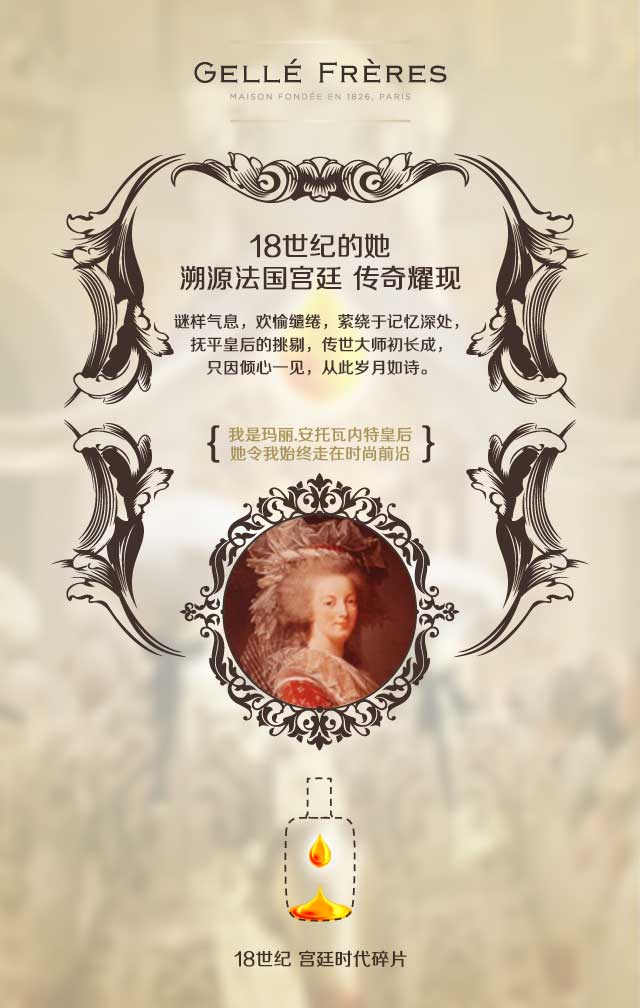 GELLÉ FRÈRES
MAISON FONDÉE EN 1826, PARIS
18世纪的她
溯源法国宫廷 传奇耀现
谜样气息，欢愉缱绻，萦绕于记忆深处，
抚平皇后的挑剔，传世大师初长成，
只因倾心一见，从此岁月如诗。
{ 我是玛丽.安托瓦内特皇后 }
她令我始终走在时尚前沿
18世纪 宫廷时代碎片